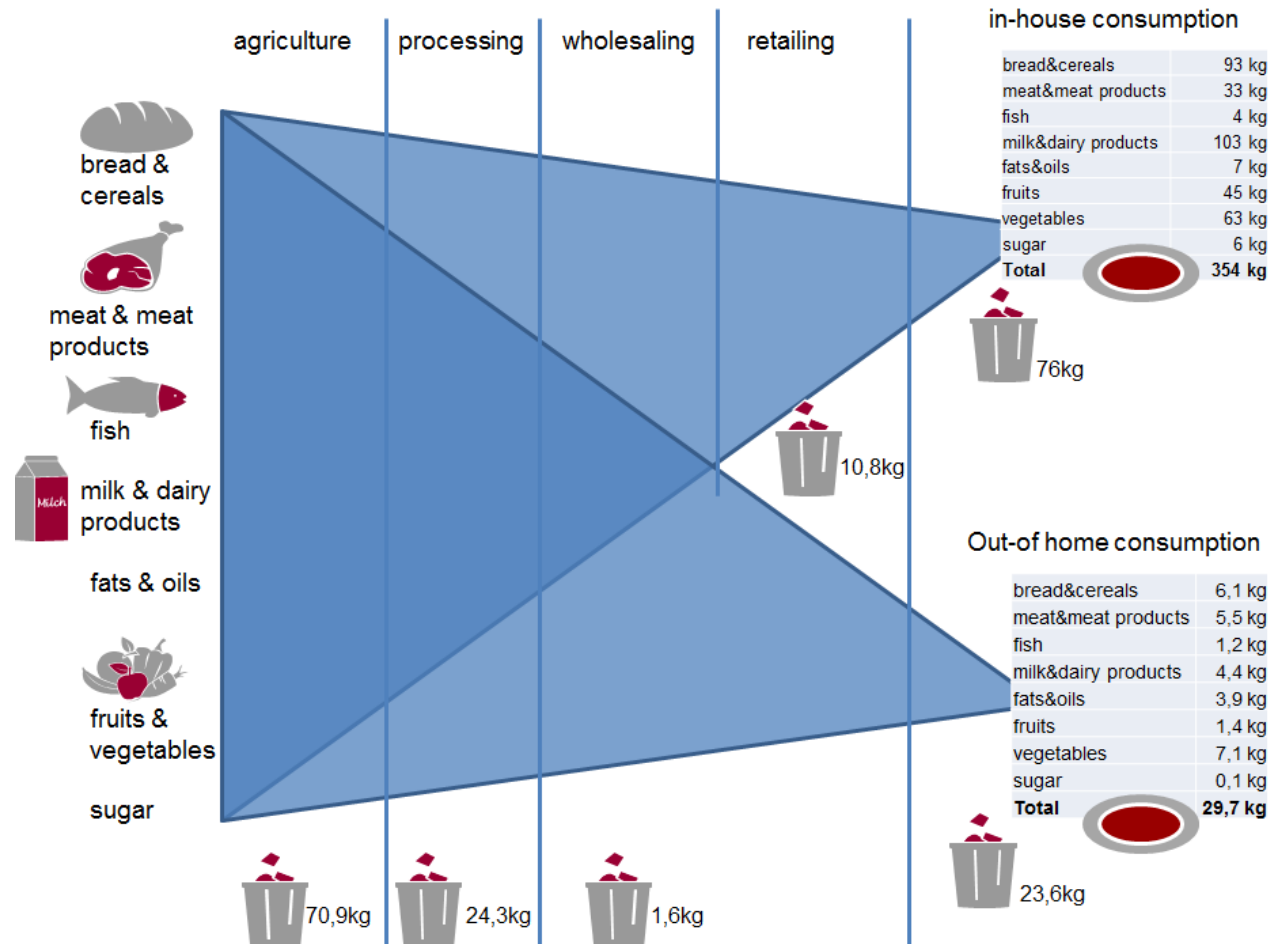 agriculture
processing
wholesaling
retailing
in-house consumption
bread&cereals 93 kg
meat&meat products 33 kg
fish 4 kg
milk&dairy products 103 kg
fats&oils 7 kg
fruits 45 kg
vegetables 63 kg
sugar 6 kg
Total 354 kg
bread &
cereals
meat & meat
products
fish
Milch
milk & dairy
products
fats & oils
fruits &
vegetables
sugar
76kg
10,8kg
Out-of home consumption
bread&cereals 6,1 kg
meat&meat products 5,5 kg
fish 1,2 kg
milk&dairy products 4,4 kg
fats&oils 3,9 kg
fruits 1,4 kg
vegetables 7,1 kg
sugar 0,1 kg
Total 29,7 kg
70,9kg
24,3kg
1,6kg
23,6kg